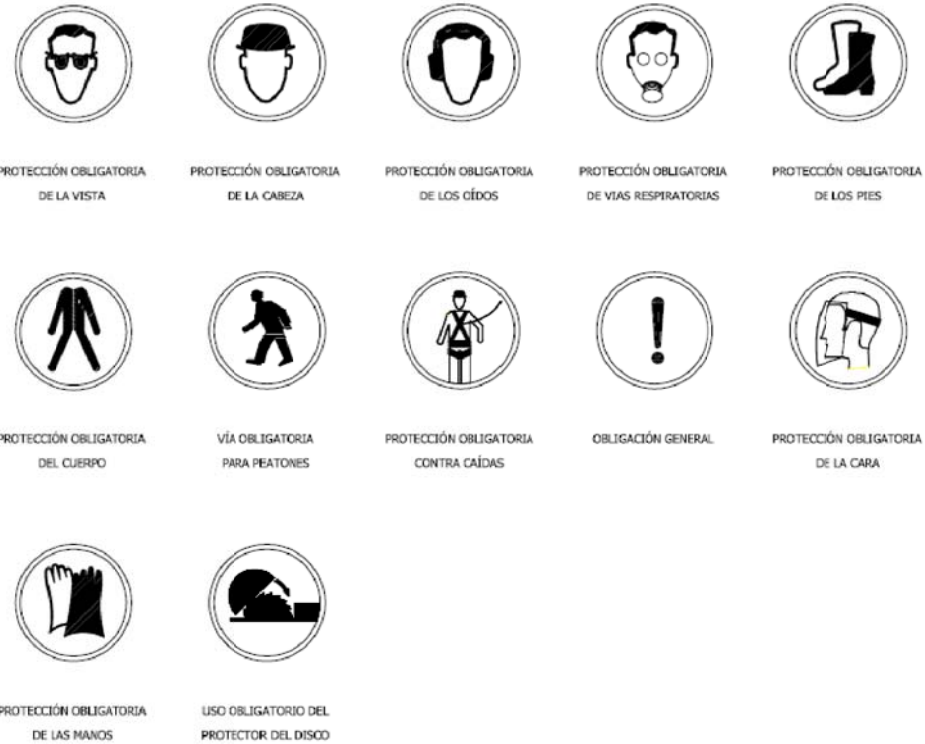 PROTECCIÓN OBLIGATORIA
DE LA VISTA
PROTECCIÓN OBLIGATORIA
DE LA CABEZA
PROTECCIÓN OBLIGATORIA
DE LOS OÍDOS
PROTECCIÓN OBLIGATORIA
DE VIAS RESPIRATORIAS
PROTECCIÓN OBLIGATORIA
DE LOS PIES
PROTECCIÓN OBLIGATORIA
DEL CUERPO
VÍA OBLIGATORIA
PARA PEATONES
PROTECCIÓN OBLIGATORIA
CONTRA CAÍDAS
OBLIGACIÓN GENERAL
PROTECCIÓN OBLIGATORIA
DE LA CARA
PROTECCIÓN OBLIGATORIA
DE LAS MANOS
USO OBLIGATORIO DEL
PROTECTOR DEL DISCO